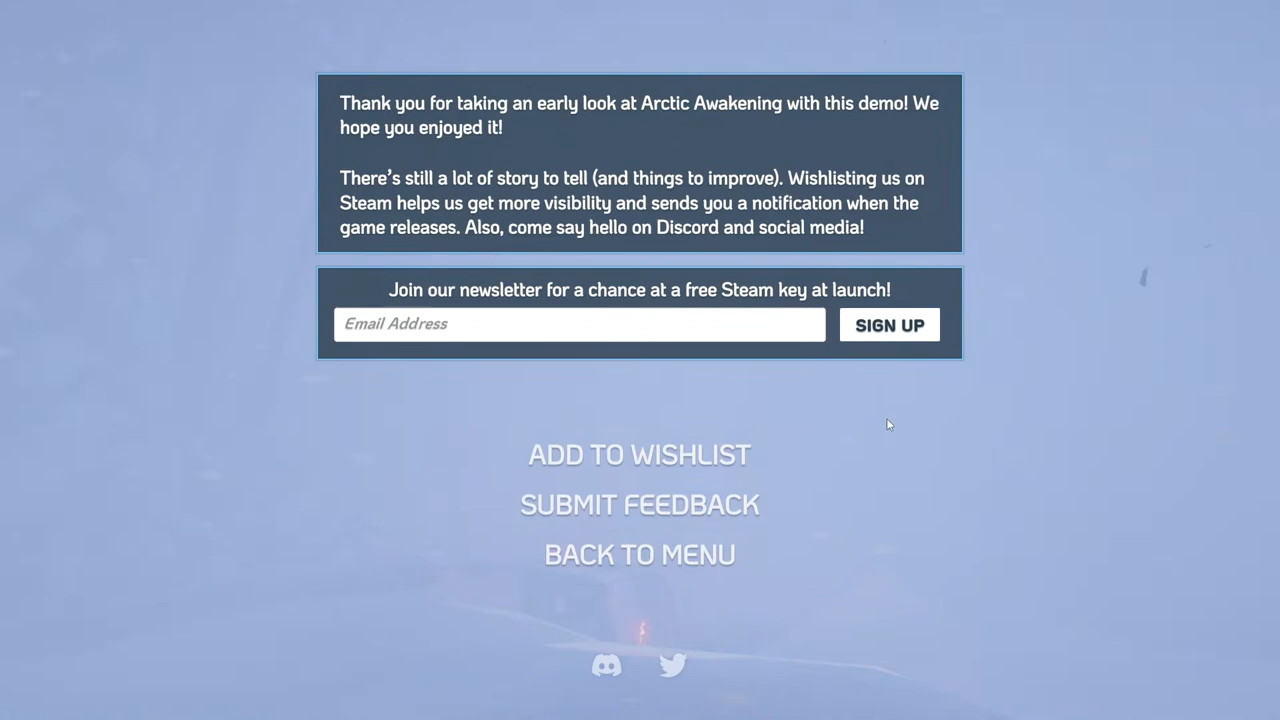 Thank you for taking an early look at Arctic Awakening with this demo! We
hope you enjoyed it!
There's still a lot of story to tell (and things to improve). Wishlisting us on
Steam helps us get more visibility and sends you a notification when the
game releases. Also, come say hello on Discord and social media!
Join our newsletter for a chance at a free Steam key at launch!
Email Address
SIGN UP
ADD TO WISHLIST
SUBMIT FEEDBACK
BACK TO MENU